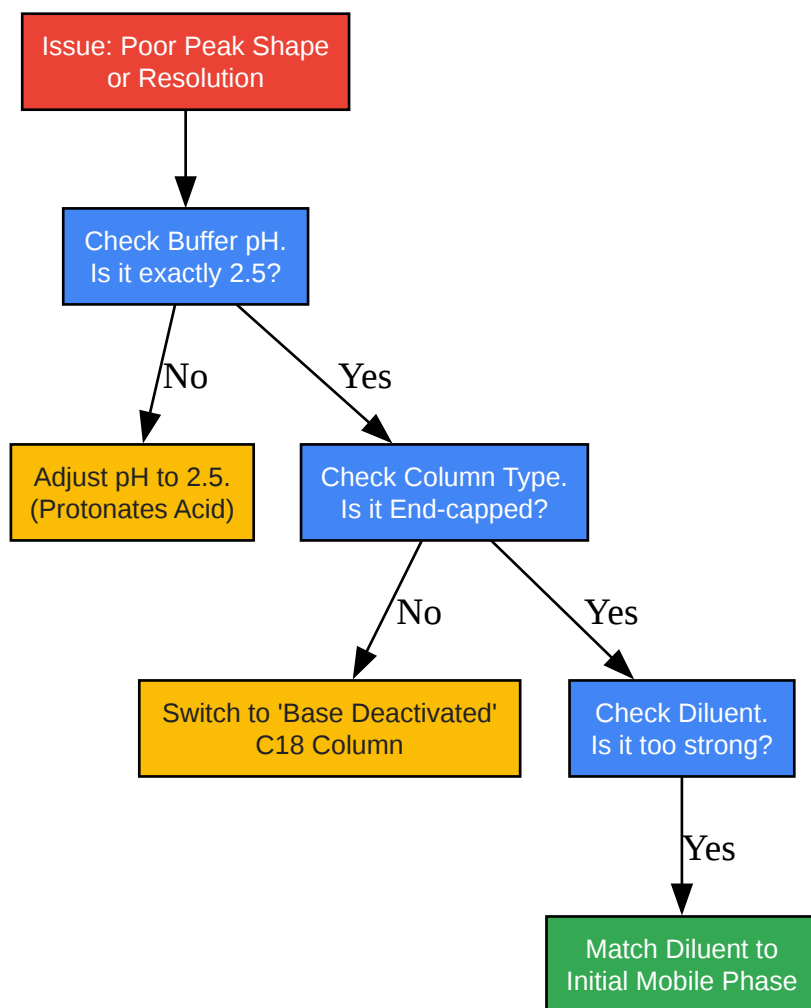 Issue: Poor Peak Shape
or Resolution
Check Buffer pH.
Is it exactly 2.5?
No
Yes
Adjust pH to 2.5.
(Protonates Acid)
Check Column Type.
Is it End-capped?
No
Yes
Switch to 'Base Deactivated'
C18 Column
Check Diluent.
Is it too strong?
Yes
Match Diluent to
Initial Mobile Phase